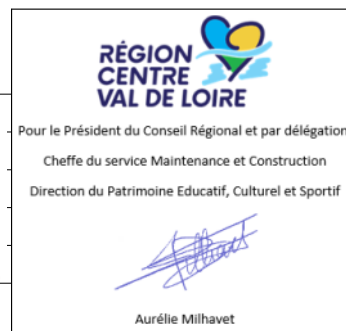 RÉGION
CENTRE
VAL DE LOIRE
Pour le Président du Conseil Régional et par délégation
Cheffe du service Maintenance et Construction
Direction du Patrimoine Educatif, Culturel et Sportif
Aurélie Milhavet